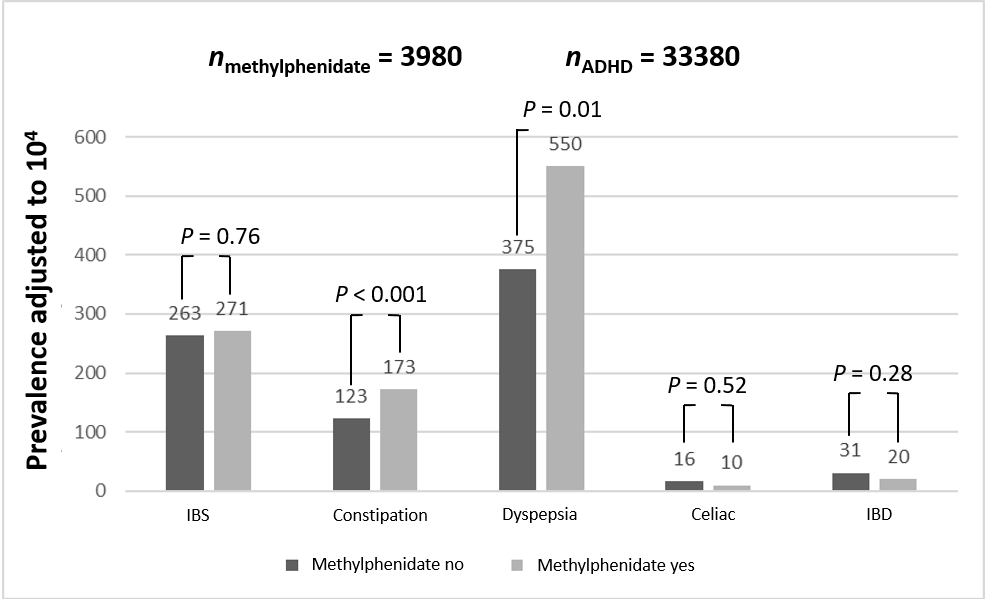 nmethylphenidate = 3980 nADHD = 33380
Prevalence adjusted to 10⁴
600
500
400
300
200
100
0
P = 0.76
263 271
P < 0.001
123 173
P = 0.01
375 550
P = 0.52
16 10
P = 0.28
31 20
IBS Constipation Dyspepsia Celiac IBD
Methylphenidate no Methylphenidate yes